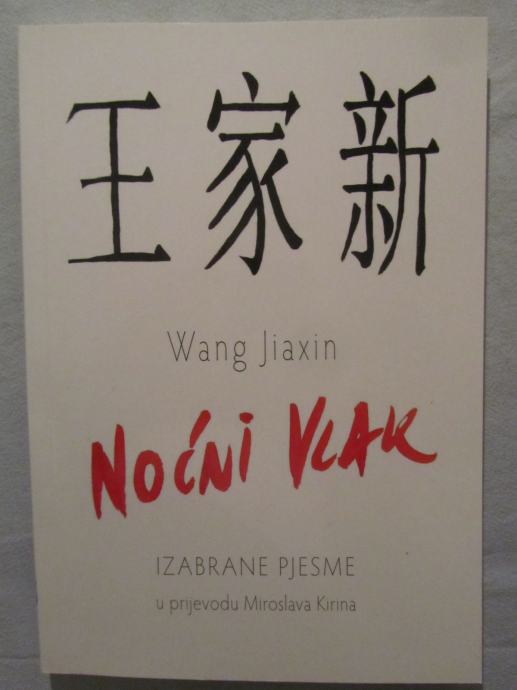 王家新
Wang Jiaxin
Noćni Vlak
IZABRANE PJESME
u prijevodu Miroslava Kirina